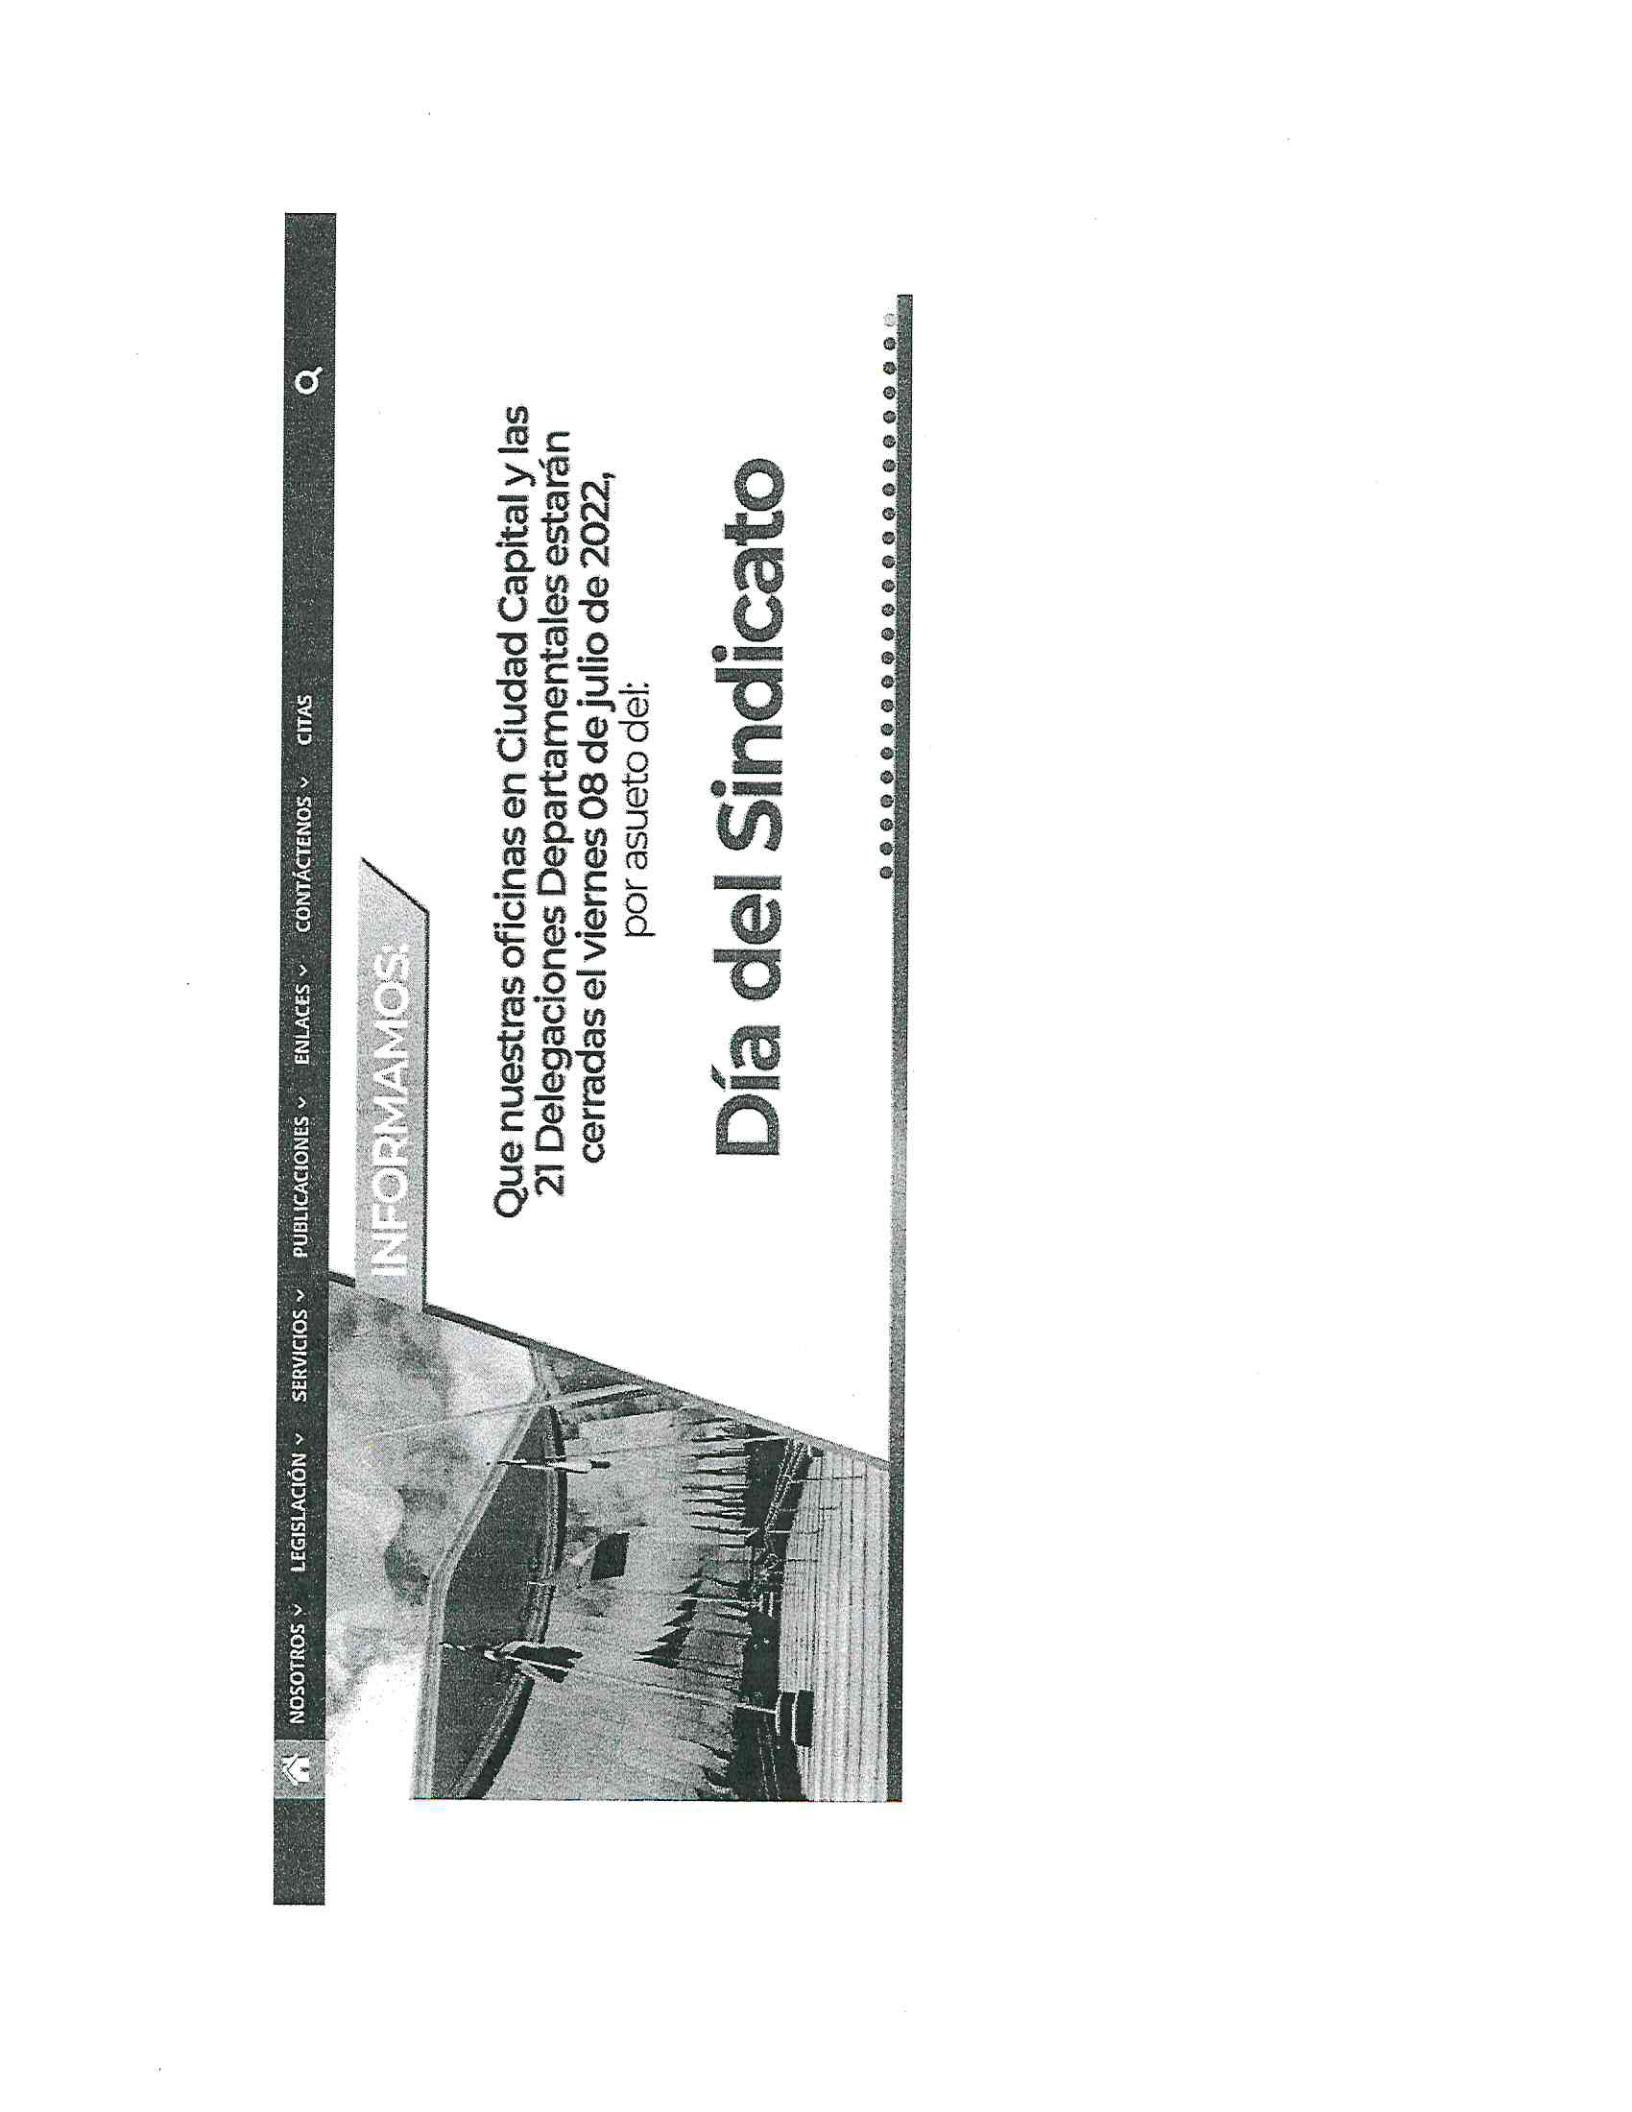 NOSOTROS LEGISLACIÓN SERVICIOS PUBLICACIONES ENLACES CONTÁCTENOS CITAS
INFORMAMOS:
Que nuestras oficinas en Ciudad Capital y las
21 Delegaciones Departamentales estarán
cerradas el viernes 08 de julio de 2022,
por asueto del:
Día del Sindicato